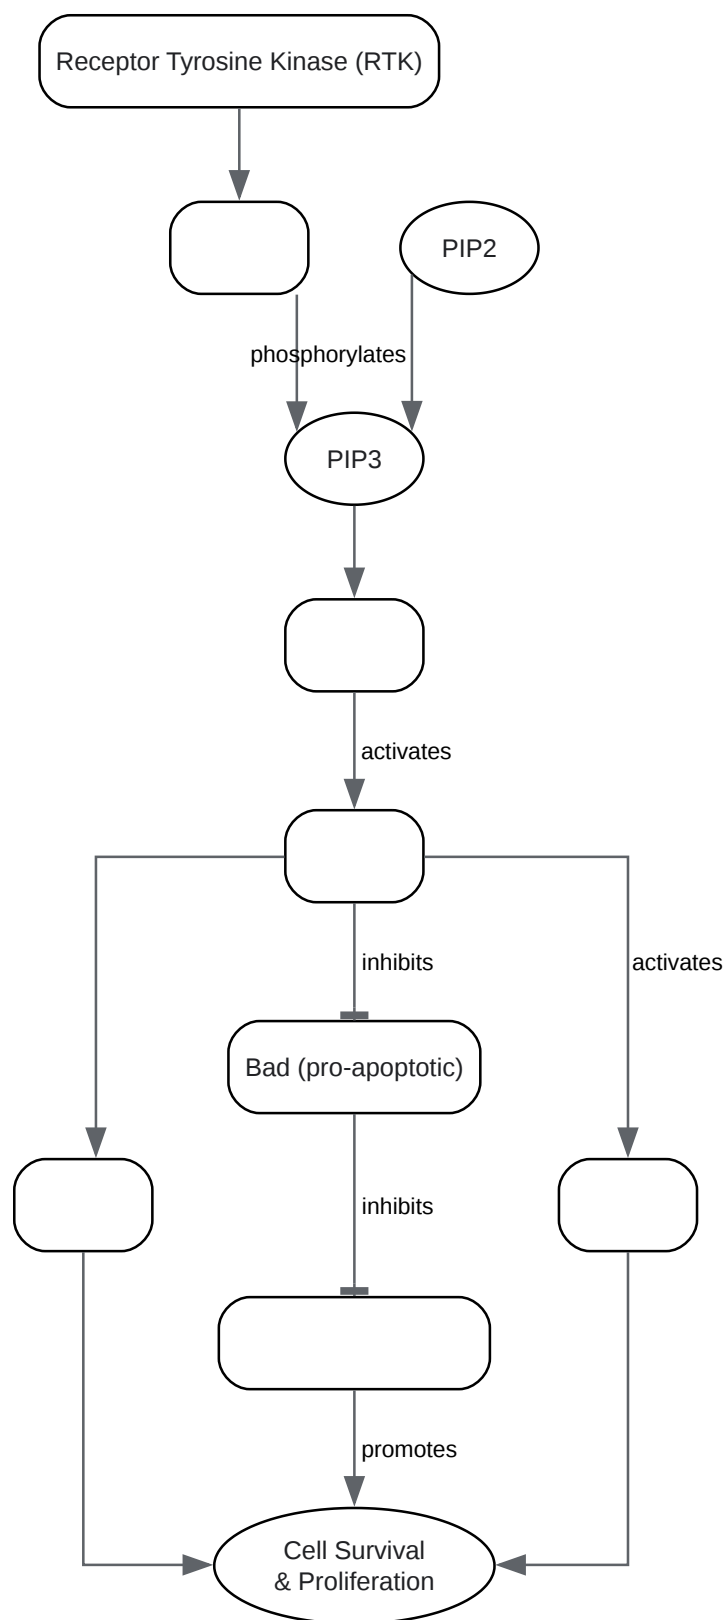 Receptor Tyrosine Kinase (RTK)
PIP2
phosphorylates
PIP3
activates
inhibits
activates
Bad (pro-apoptotic)
inhibits
promotes
Cell Survival
& Proliferation